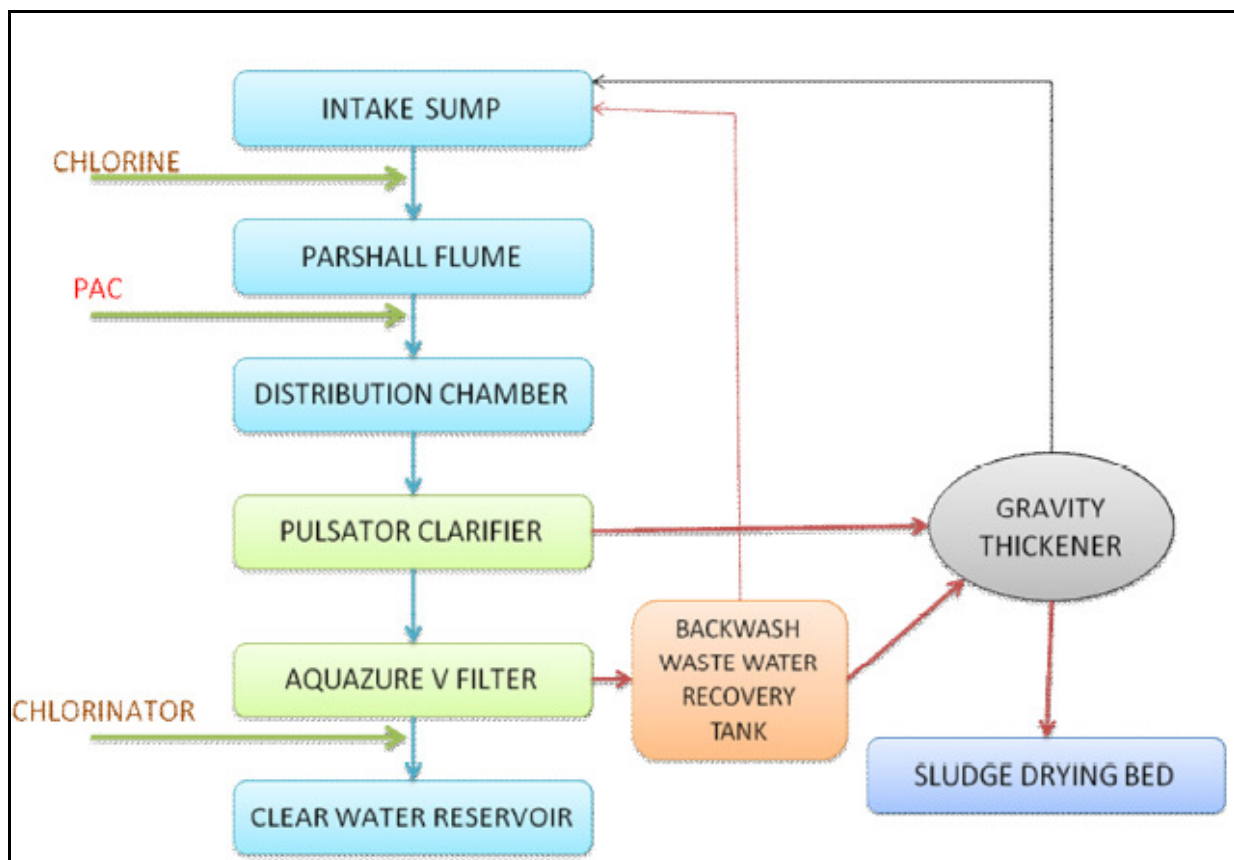 INTAKE SUMP
CHLORINE
PARSHALL FLUME
PAC
DISTRIBUTION CHAMBER
PULSATOR CLARIFIER
GRAVITY
THICKENER
AQUAZURE V FILTER
BACKWASH
WASTE WATER
RECOVERY
TANK
CHLORINATOR
SLUDGE DRYING BED
CLEAR WATER RESERVOIR